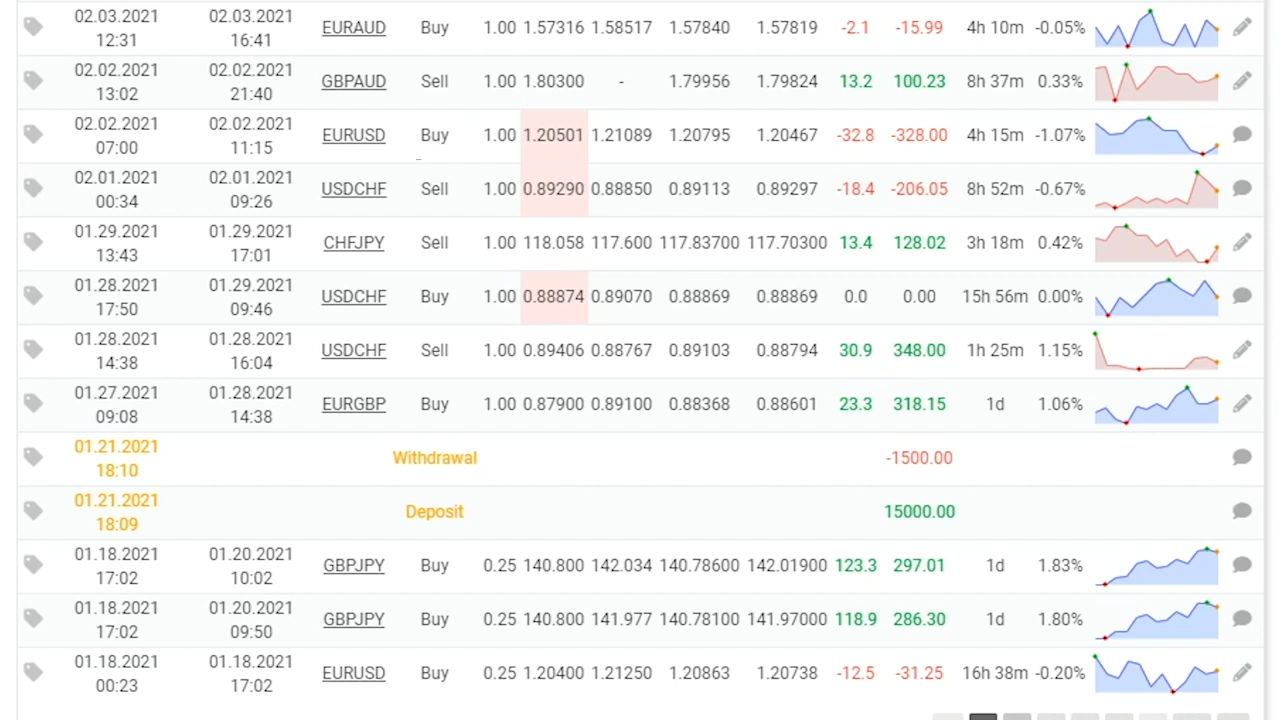 02.03.2021 12:31 02.03.2021 16:41 EURAUD Buy 1.00 1.57316 1.58517 1.57840 1.57819 -2.1 -15.99 4h 10m -0.05%
02.02.2021 13:02 02.02.2021 21:40 GBPAUD Sell 1.00 1.80300 - 1.79956 1.79824 13.2 100.23 8h 37m 0.33%
02.02.2021 07:00 02.02.2021 11:15 EURUSD Buy 1.00 1.20501 1.21089 1.20795 1.20467 -32.8 -328.00 4h 15m -1.07%
02.01.2021 00:34 02.01.2021 09:26 USDCHF Sell 1.00 0.89290 0.88850 0.89113 0.89297 -18.4 -206.05 8h 52m -0.67%
01.29.2021 13:43 01.29.2021 17:01 CHFJPY Sell 1.00 118.058 117.600 117.83700 117.70300 13.4 128.02 3h 18m 0.42%
01.28.2021 17:50 01.29.2021 09:46 USDCHF Buy 1.00 0.88874 0.89070 0.88869 0.88869 0.0 0.00 15h 56m 0.00%
01.28.2021 14:38 01.28.2021 16:04 USDCHF Sell 1.00 0.89406 0.88767 0.89103 0.88794 30.9 348.00 1h 25m 1.15%
01.27.2021 09:08 01.28.2021 14:38 EURGBP Buy 1.00 0.87900 0.89100 0.88368 0.88601 23.3 318.15 1d 1.06%
01.21.2021 18:10 Withdrawal -1500.00
01.21.2021 18:09 Deposit 15000.00
01.18.2021 17:02 01.20.2021 10:02 GBPJPY Buy 0.25 140.800 142.034 140.78600 142.01900 123.3 297.01 1d 1.83%
01.18.2021 17:02 01.20.2021 09:50 GBPJPY Buy 0.25 140.800 141.977 140.78100 141.97000 118.9 286.30 1d 1.80%
01.18.2021 00:23 01.18.2021 17:02 EURUSD Buy 0.25 1.20400 1.21250 1.20863 1.20738 -12.5 -31.25 16h 38m -0.20%